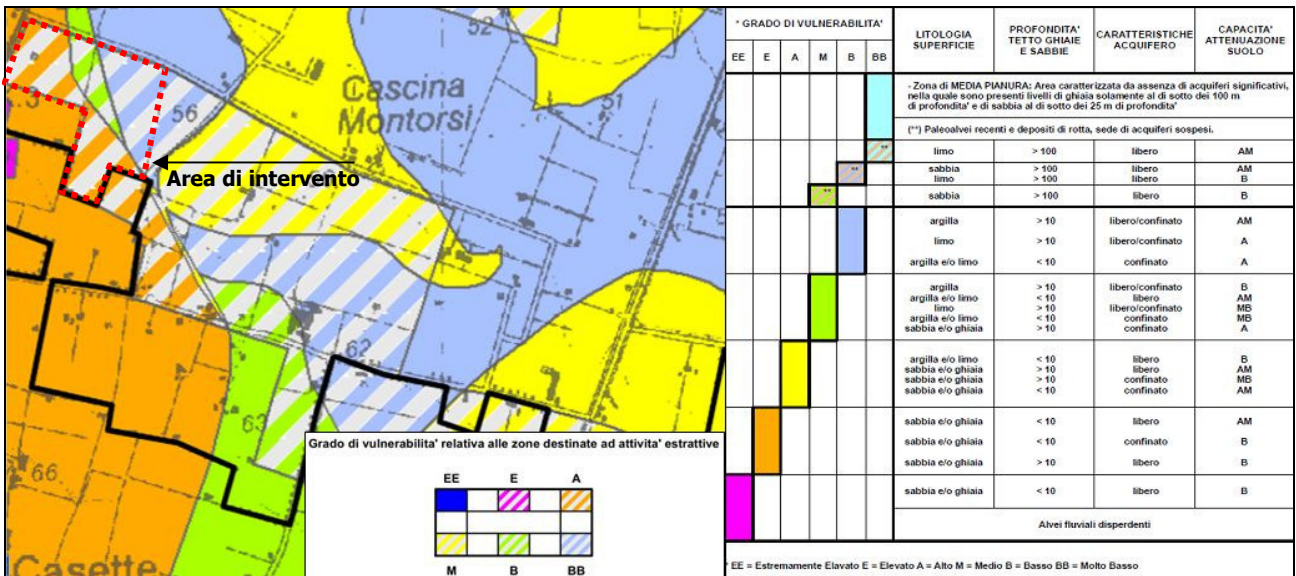 52
56
Cascina
Montorsi
51
.3
Area di intervento
62
62
63
66
Casette
Grado di vulnerabilita' relativa alle zone destinate ad attivita' estrattive
EE E A
M B BB
* GRADO DI VULNERABILITA'
EE E A M B BB
LITOLOGIA SUPERFICIE
PROFONDITA' TETTO GHIAIE E SABBIE
CARATTERISTICHE ACQUIFERO
CAPACITA' ATTENUAZIONE SUOLO
- Zona di MEDIA PIANURA: Area caratterizzata da assenza di acquiferi significativi,
nella quale sono presenti livelli di ghiaia solamente al di sotto dei 100 m
di profondita' e di sabbia al di sotto dei 25 m di profondita'
(**) Paleoalvei recenti e depositi di rotta, sede di acquiferi sospesi.
** limo > 100 libero AM
** sabbia > 100 libero AM
limo > 100 libero B
** sabbia > 100 libero B
argilla > 10 libero/confinato AM
limo > 10 libero/confinato A
argilla e/o limo < 10 confinato A
argilla > 10 libero/confinato B
argilla e/o limo < 10 libero AM
limo > 10 libero/confinato MB
argilla e/o limo < 10 confinato MB
sabbia e/o ghiaia > 10 confinato A
argilla e/o limo < 10 libero B
sabbia e/o ghiaia > 10 libero AM
sabbia e/o ghiaia > 10 confinato MB
sabbia e/o ghiaia < 10 confinato AM
sabbia e/o ghiaia < 10 libero AM
sabbia e/o ghiaia < 10 confinato B
sabbia e/o ghiaia > 10 libero B
sabbia e/o ghiaia < 10 libero B
Alvei fluviali disperdenti
* EE = Estremamente Elavato E = Elevato A = Alto M = Medio B = Basso BB = Molto Basso